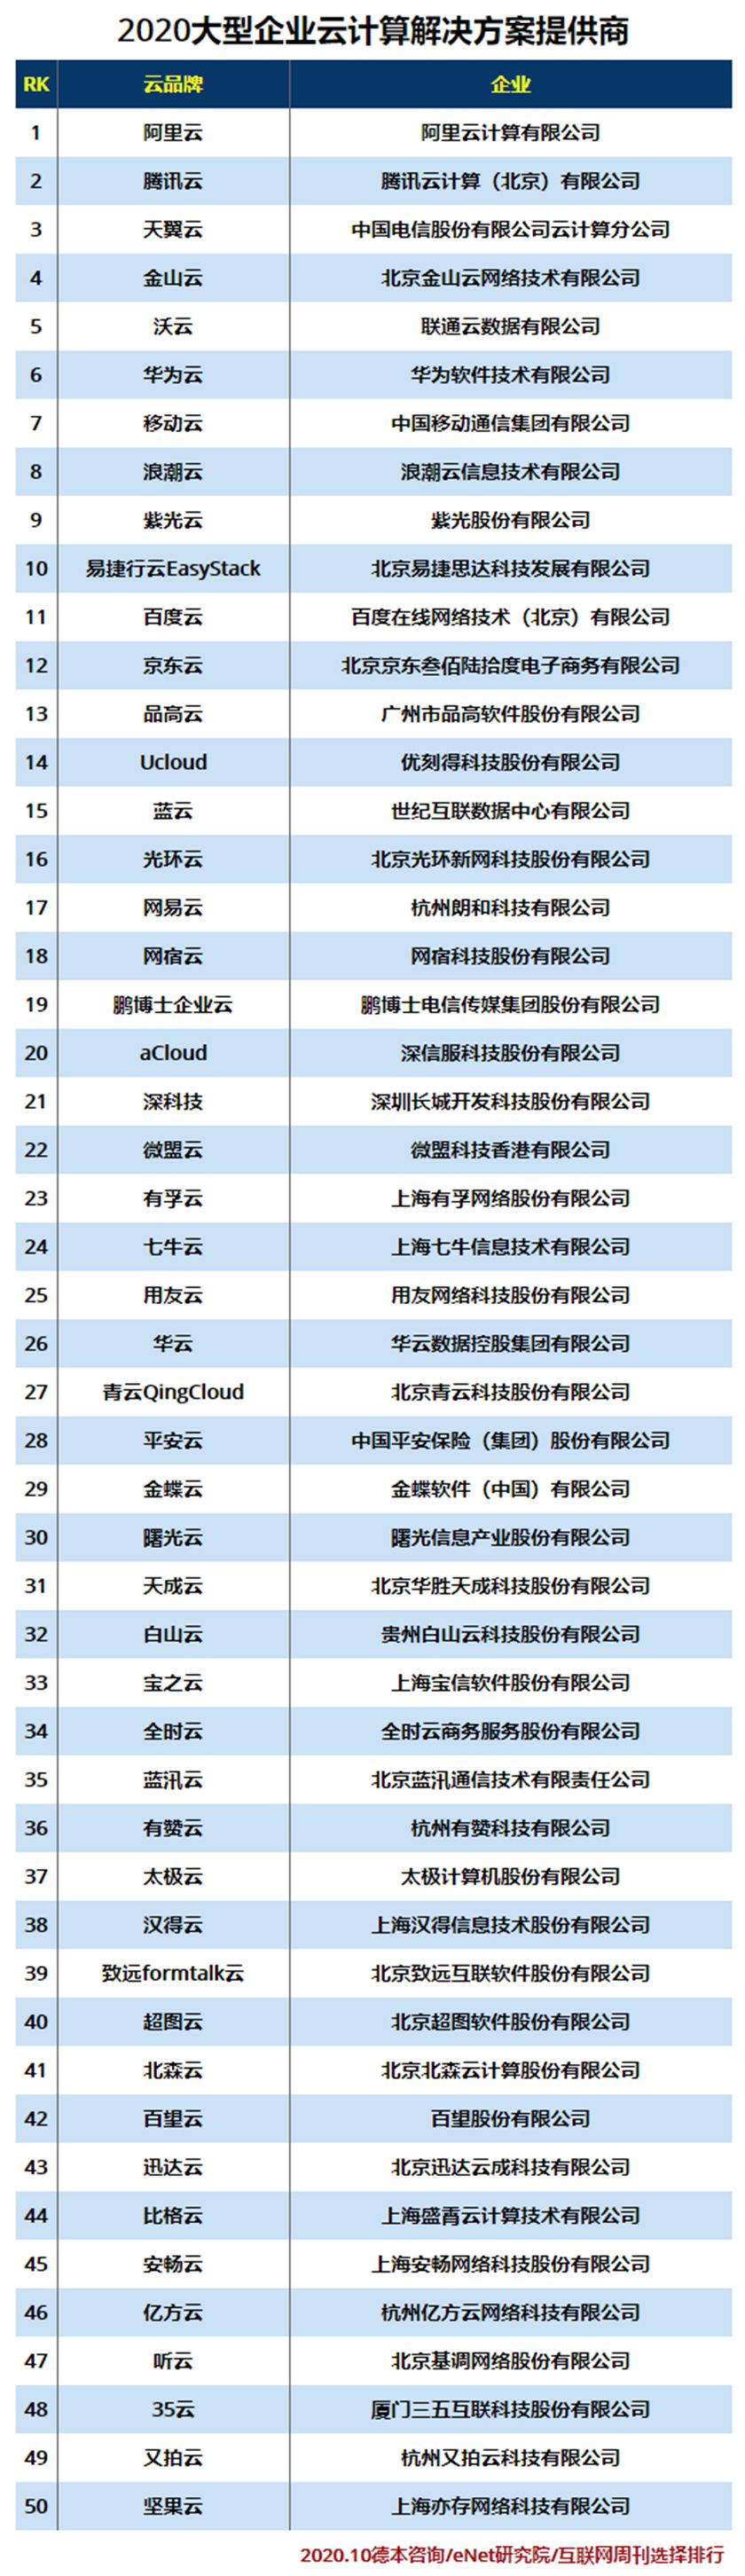 2020大型企业云计算解决方案提供商
RK 云品牌 企业
1 阿里云 阿里云计算有限公司
2 腾讯云 腾讯云计算（北京）有限公司
3 天翼云 中国电信股份有限公司云计算分公司
4 金山云 北京金山云网络技术有限公司
5 沃云 联通云数据有限公司
6 华为云 华为软件技术有限公司
7 移动云 中国移动通信集团有限公司
8 浪潮云 浪潮云信息技术有限公司
9 紫光云 紫光股份有限公司
10 易捷行云EasyStack 北京易捷思达科技发展有限公司
11 百度云 百度在线网络技术（北京）有限公司
12 京东云 北京京东叁佰陆拾度电子商务有限公司
13 品高云 广州市品高软件股份有限公司
14 Ucloud 优刻得科技股份有限公司
15 蓝云 世纪互联数据中心有限公司
16 光环云 北京光环新网科技股份有限公司
17 网易云 杭州朗和科技有限公司
18 网宿云 网宿科技股份有限公司
19 鹏博士企业云 鹏博士电信传媒集团股份有限公司
20 aCloud 深信服科技股份有限公司
21 深科技 深圳长城开发科技股份有限公司
22 微盟云 微盟科技香港有限公司
23 有孚云 上海有孚网络股份有限公司
24 七牛云 上海七牛信息技术有限公司
25 用友云 用友网络科技股份有限公司
26 华云 华云数据控股集团有限公司
27 青云QingCloud 北京青云科技股份有限公司
28 平安云 中国平安保险（集团）股份有限公司
29 金蝶云 金蝶软件（中国）有限公司
30 曙光云 曙光信息产业股份有限公司
31 天成云 北京华胜天成科技股份有限公司
32 白山云 贵州白山云科技股份有限公司
33 宝之云 上海宝信软件股份有限公司
34 全时云 全时云商务服务股份有限公司
35 蓝汛云 北京蓝汛通信技术有限责任公司
36 有赞云 杭州有赞科技有限公司
37 太极云 太极计算机股份有限公司
38 汉得云 上海汉得信息技术股份有限公司
39 致远formtalk云 北京致远互联软件股份有限公司
40 超图云 北京超图软件股份有限公司
41 北森云 北京北森云计算股份有限公司
42 百望云 百望股份有限公司
43 迅达云 北京迅达云成科技有限公司
44 比格云 上海盛霄云计算技术有限公司
45 安畅云 上海安畅网络科技股份有限公司
46 亿方云 杭州亿方云网络科技有限公司
47 听云 北京基调网络股份有限公司
48 35云 厦门三五互联科技股份有限公司
49 又拍云 杭州又拍云科技有限公司
50 坚果云 上海亦存网络科技有限公司
2020.10德本咨询/eNet研究院/互联网周刊选择排行